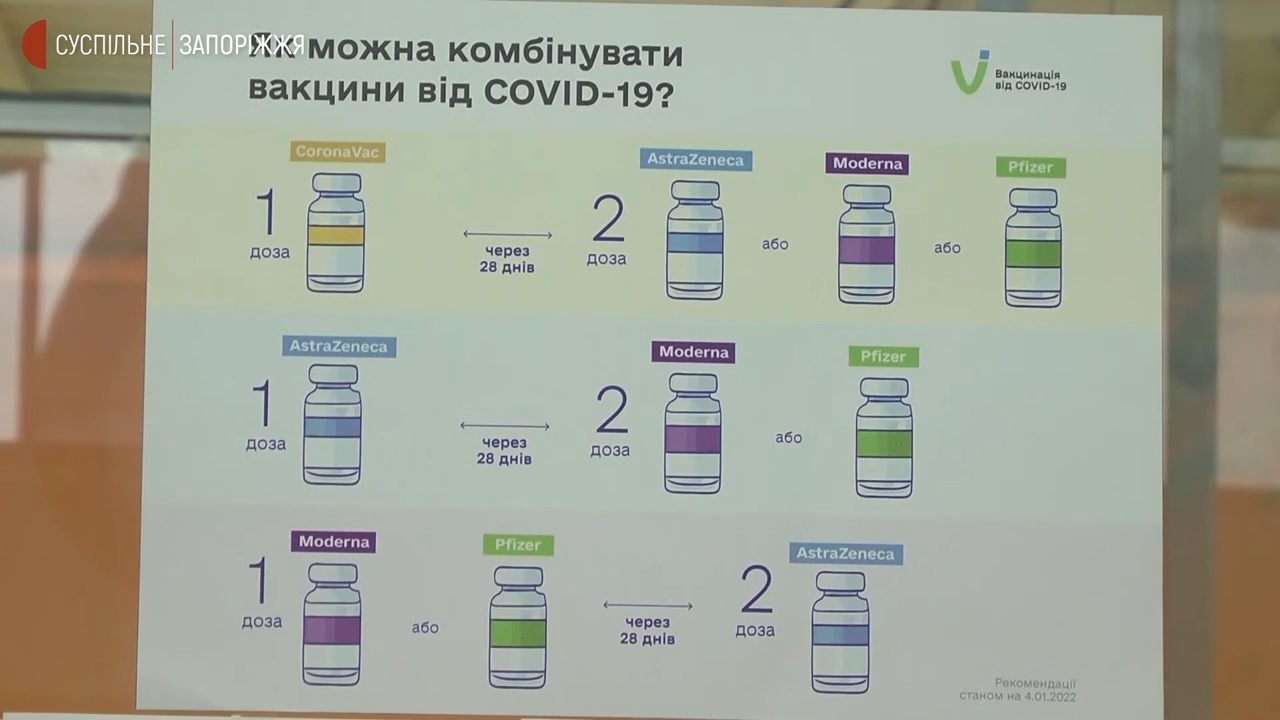 СУСПІЛЬНЕ ЗАПОРІЖЖЯ
Як можна комбінувати
вакцини від COVID-19?
Вакцинація
від COVID-19
CoronaVac
AstraZeneca
Moderna
Pfizer
1
доза
через
28 днів
2
доза
або
або
AstraZeneca
Moderna
Pfizer
1
доза
через
28 днів
2
доза
або
Moderna
Pfizer
AstraZeneca
1
доза
або
через
28 днів
2
доза
Рекомендації
станом на 4.01.2022